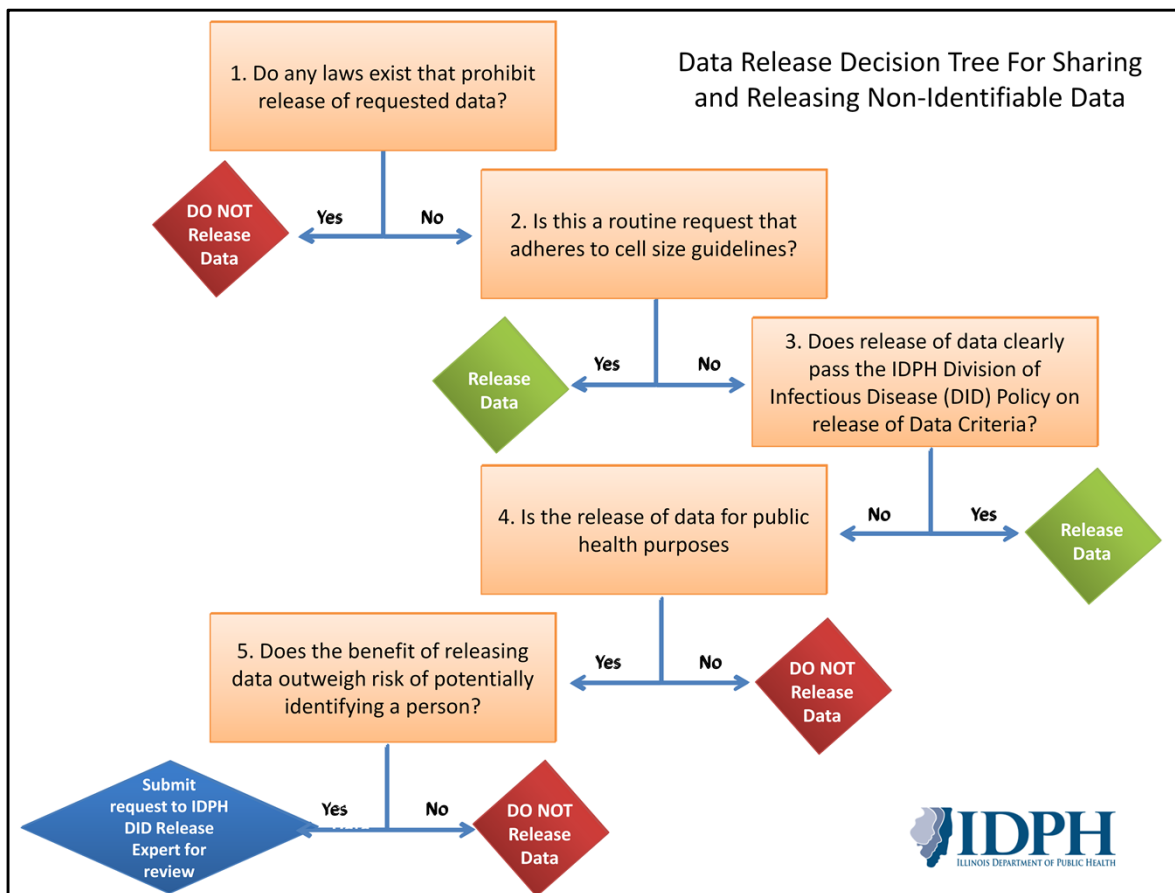 Data Release Decision Tree For Sharing
and Releasing Non-Identifiable Data
1. Do any laws exist that prohibit
release of requested data?
DO NOT
Release
Data
Yes
No
2. Is this a routine request that
adheres to cell size guidelines?
Release
Data
Yes
No
3. Does release of data clearly
pass the IDPH Division of
Infectious Disease (DID) Policy on
release of Data Criteria?
4. Is the release of data for public
health purposes
No
Yes
Release
Data
5. Does the benefit of releasing
data outweigh risk of potentially
identifying a person?
Yes
No
DO NOT
Release
Data
Submit
request to IDPH
DID Release
Expert for
review
Yes
No
DO NOT
Release
Data
IDPH
ILLINOIS DEPARTMENT OF PUBLIC HEALTH